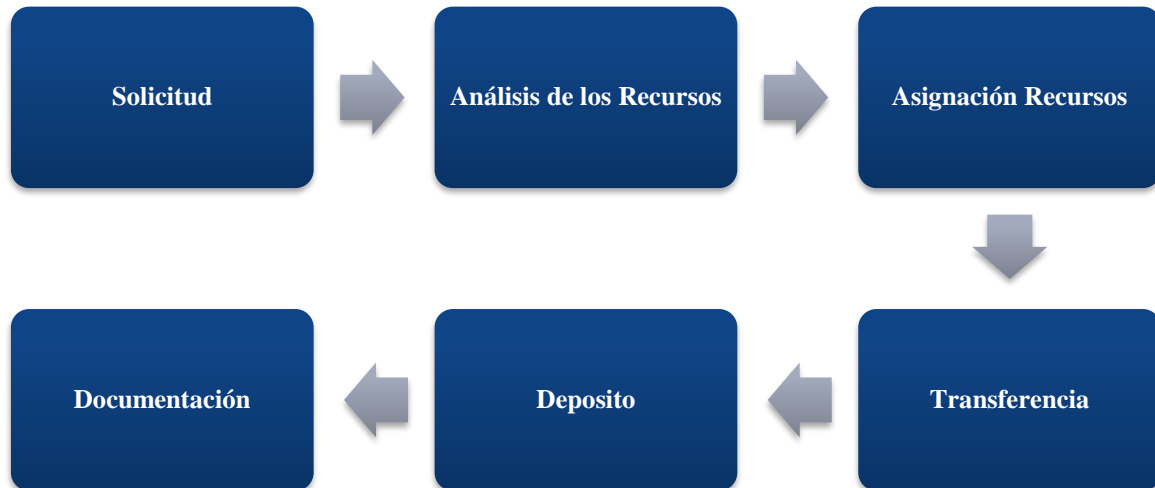 Solicitud
Análisis de los Recursos
Asignación Recursos
Transferencia
Deposito
Documentación